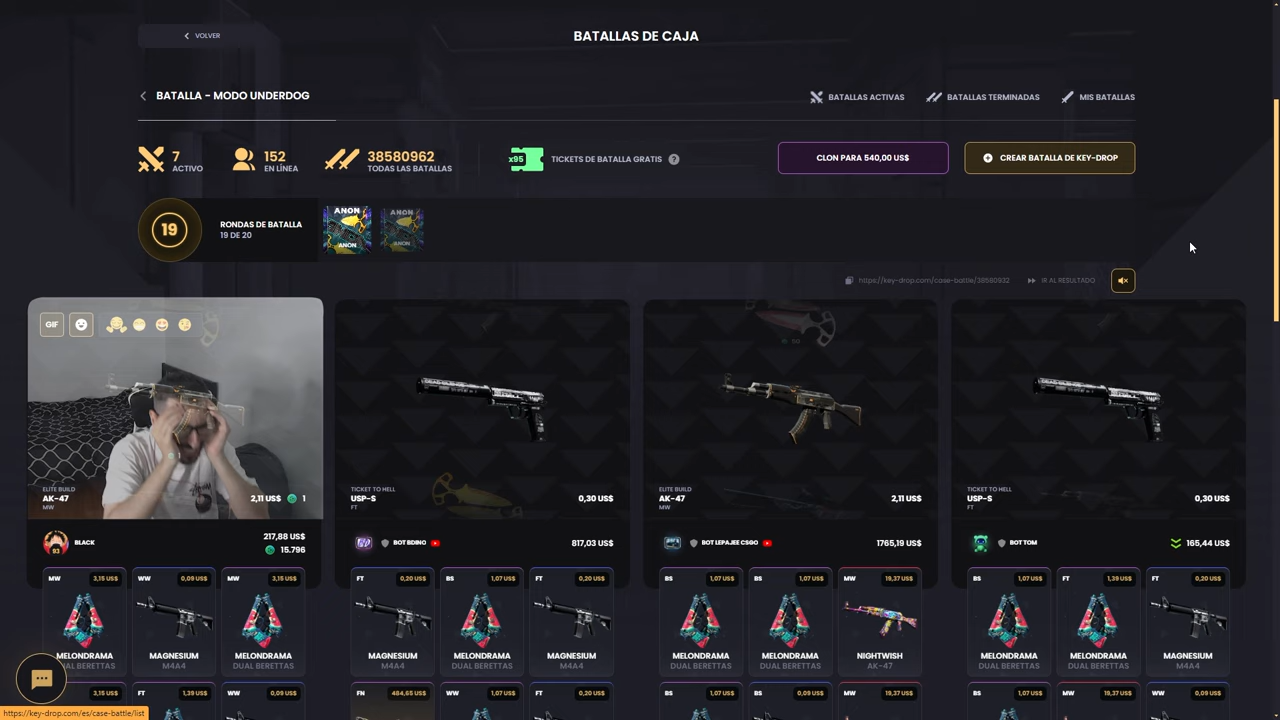 VOLVER
BATALLAS DE CAJA
BATALLA - MODO UNDERDOG
BATALLAS ACTIVAS
BATALLAS TERMINADAS
MIS BATALLAS
7
ACTIVO
152
EN LÍNEA
38580962
TODAS LAS BATALLAS
x95
TICKETS DE BATALLA GRATIS
?
CLON PARA 540,00 US$
CREAR BATALLA DE KEY-DROP
19
RONDAS DE BATALLA
19 DE 20
ANON
ANON
ANON
ANON
https://key-drop.com/case-battle/38580932
IR AL RESULTADO
GIF
ELITE BUILD
AK-47
MW
2,11 US$
1
TICKET TO HELL
USP-S
FT
0,30 US$
ELITE BUILD
AK-47
MW
2,11 US$
TICKET TO HELL
USP-S
FT
0,30 US$
93
BLACK
217,88 US$
15.796
BOT BDINO
817,03 US$
BOT LEPAJEE CSGO
1765,19 US$
BOT TOM
165,44 US$
MW
3,15 US$
MELONDRAMA
DUAL BERETTAS
WW
0,09 US$
MAGNESIUM
M4A4
MW
3,15 US$
MELONDRAMA
DUAL BERETTAS
FT
0,20 US$
MAGNESIUM
M4A4
BS
1,07 US$
MELONDRAMA
DUAL BERETTAS
FT
0,20 US$
MAGNESIUM
M4A4
BS
1,07 US$
MELONDRAMA
DUAL BERETTAS
BS
1,07 US$
MELONDRAMA
DUAL BERETTAS
MW
19,37 US$
NIGHTWISH
AK-47
BS
1,07 US$
MELONDRAMA
DUAL BERETTAS
FT
1,39 US$
MELONDRAMA
DUAL BERETTAS
FT
0,20 US$
MAGNESIUM
M4A4
3,15 US$
FT
1,39 US$
WW
0,09 US$
FN
484,65 US$
WW
1,07 US$
FT
0,20 US$
BS
1,07 US$
BS
0,09 US$
MW
19,37 US$
BS
1,07 US$
MW
19,37 US$
WW
0,09 US$
https://key-drop.com/es/case-battle/list